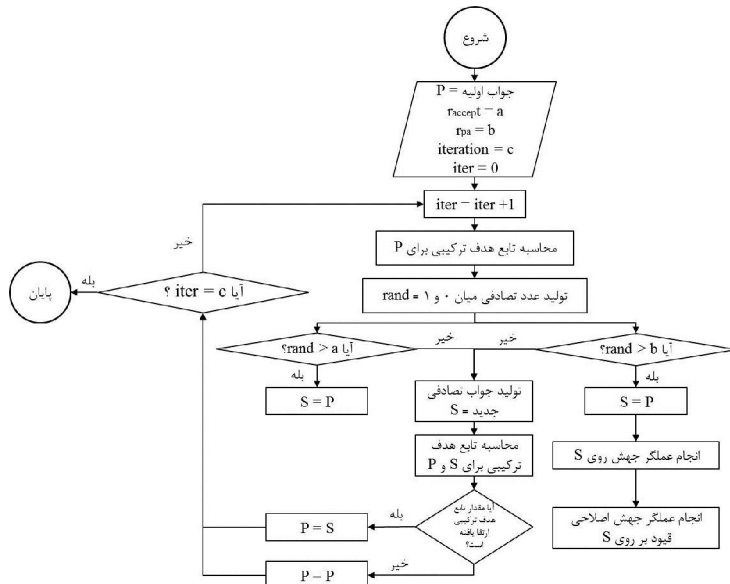 شروع
جواب اولیه = P
raccept = a
rpa = b
iteration = c
iter = 0
iter = iter +1
خیر
محاسبه تابع هدف ترکیبی برای P
پایان
بله
آیا iter = c ؟
تولید عدد تصادفی میان ۰ و ۱ = rand
آیا rand > a؟
خیر
خیر
آیا rand > b؟
بله
بله
S = P
تولید جواب تصادفی
جدید = S
S = P
محاسبه تابع هدف
ترکیبی برای S و P
انجام عملگر جهش روی S
آیا مقدار تابع
هدف ترکیبی
ارتقا یافته
است؟
بله
P = S
انجام عملگر جهش اصلاحی
قیود بر روی S
خیر
P = P